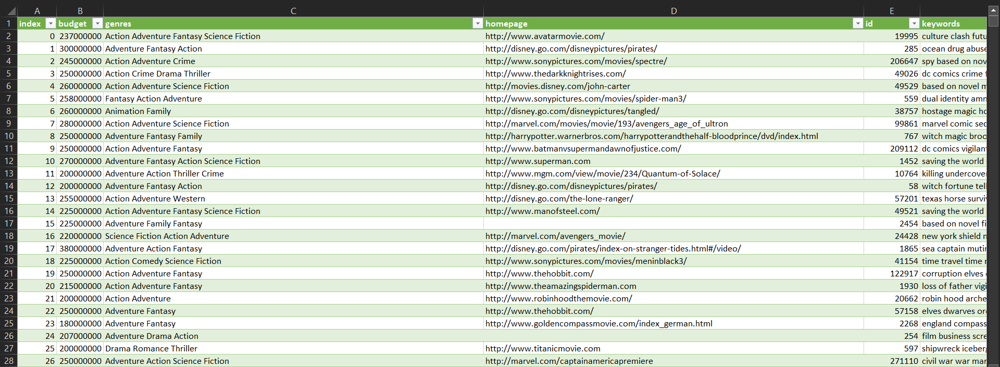 A B C D E
1 index budget genres homepage id keywords
2 0 237000000 Action Adventure Fantasy Science Fiction http://www.avatarmovie.com/ 19995 culture clash futu
3 1 300000000 Adventure Fantasy Action http://disney.go.com/disneypictures/pirates/ 285 ocean drug abuse
4 2 245000000 Action Adventure Crime http://www.sonypictures.com/movies/spectre/ 206647 spy based on nov
5 3 250000000 Action Crime Drama Thriller http://www.thedarkknightrises.com/ 49026 dc comics crime f
6 4 260000000 Action Adventure Science Fiction http://movies.disney.com/john-carter 49529 based on novel m
7 5 258000000 Fantasy Action Adventure http://www.sonypictures.com/movies/spider-man3/ 559 dual identity amn
8 6 260000000 Animation Family http://disney.go.com/disneypictures/tangled/ 38757 hostage magic ho
9 7 280000000 Action Adventure Science Fiction http://marvel.com/movies/movie/193/avengers_age_of_ultron 99861 marvel comic seq
10 8 250000000 Adventure Fantasy Family http://harrypotter.warnerbros.com/harrypotterandthehalf-bloodprince/dvd/index.html 767 witch magic broo
11 9 250000000 Action Adventure Fantasy http://www.batmanvsupermandawnofjustice.com/ 209112 dc comics vigilan
12 10 270000000 Adventure Fantasy Action Science Fiction http://www.superman.com 1452 saving the world
13 11 200000000 Adventure Action Thriller Crime http://www.mgm.com/view/movie/234/Quantum-of-Solace/ 10764 killing undercove
14 12 200000000 Adventure Fantasy Action http://disney.go.com/disneypictures/pirates/ 58 witch fortune tell
15 13 255000000 Action Adventure Western http://disney.go.com/the-lone-ranger/ 57201 texas horse survi
16 14 225000000 Action Adventure Fantasy Science Fiction http://www.manofsteel.com/ 49521 saving the world
17 15 225000000 Adventure Family Fantasy 2454 based on novel fi
18 16 220000000 Science Fiction Action Adventure http://marvel.com/avengers_movie/ 24428 new york shield m
19 17 380000000 Adventure Action Fantasy http://disney.go.com/pirates/index-on-stranger-tides.html#/video/ 1865 sea captain mutin
20 18 225000000 Action Comedy Science Fiction http://www.sonypictures.com/movies/meninblack3/ 41154 time travel time
21 19 250000000 Action Adventure Fantasy http://www.thehobbit.com/ 122917 corruption elves
22 20 215000000 Action Adventure Fantasy http://www.theamazingspiderman.com 1930 loss of father vigi
23 21 200000000 Action Adventure http://www.robinhoodthemovie.com/ 20662 robin hood arche
24 22 250000000 Adventure Fantasy http://www.thehobbit.com/ 57158 elves dwarves or
25 23 180000000 Adventure Fantasy http://www.goldencompassmovie.com/index_german.html 2268 england compass
26 24 207000000 Adventure Drama Action 254 film business scre
27 25 200000000 Drama Romance Thriller http://www.titanicmovie.com 597 shipwreck iceberg
28 26 250000000 Adventure Action Science Fiction http://marvel.com/captainamericapremiere 271110 civil war war mar